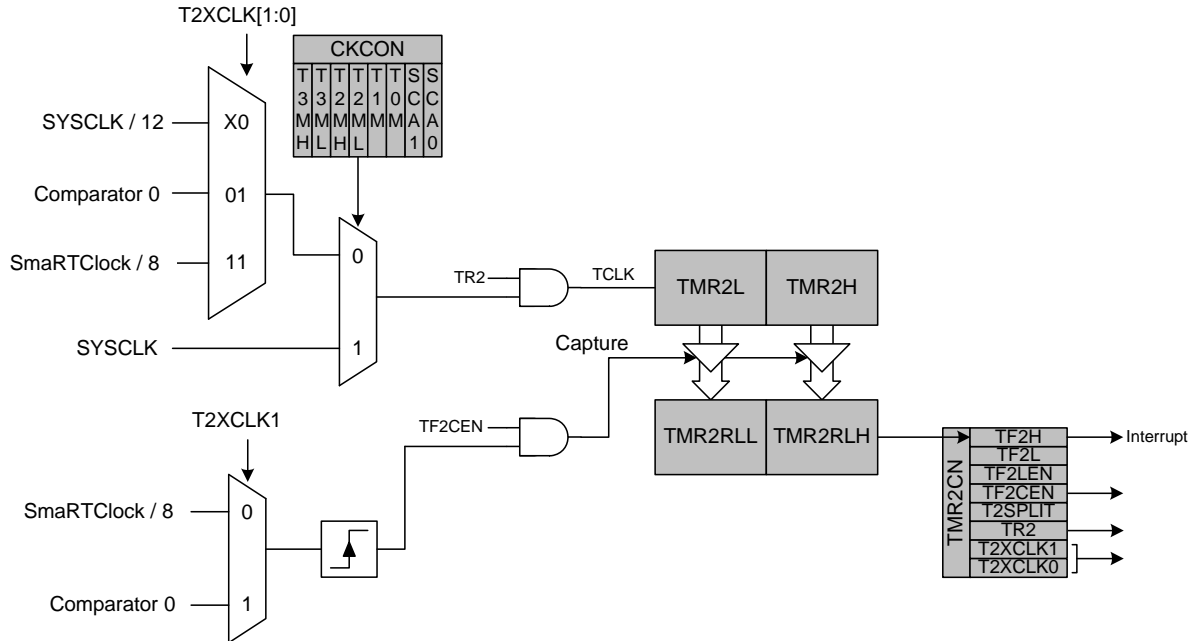 T2XCLK[1:0]
CKCON
T3MH T3ML T2MH T2ML T1M T0M SCA1 SCA0
SYSCLK / 12
X0
Comparator 0
01
SmaRTClock / 8
11
0
SYSCLK
1
TR2
TCLK
TMR2L
TMR2H
Capture
T2XCLK1
TF2CEN
TMR2RLL
TMR2RLH
SmaRTClock / 8
0
Comparator 0
1
TMR2CN
TF2H
Interrupt
TF2L
TF2LEN
TF2CEN
T2SPLIT
TR2
T2XCLK1
T2XCLK0